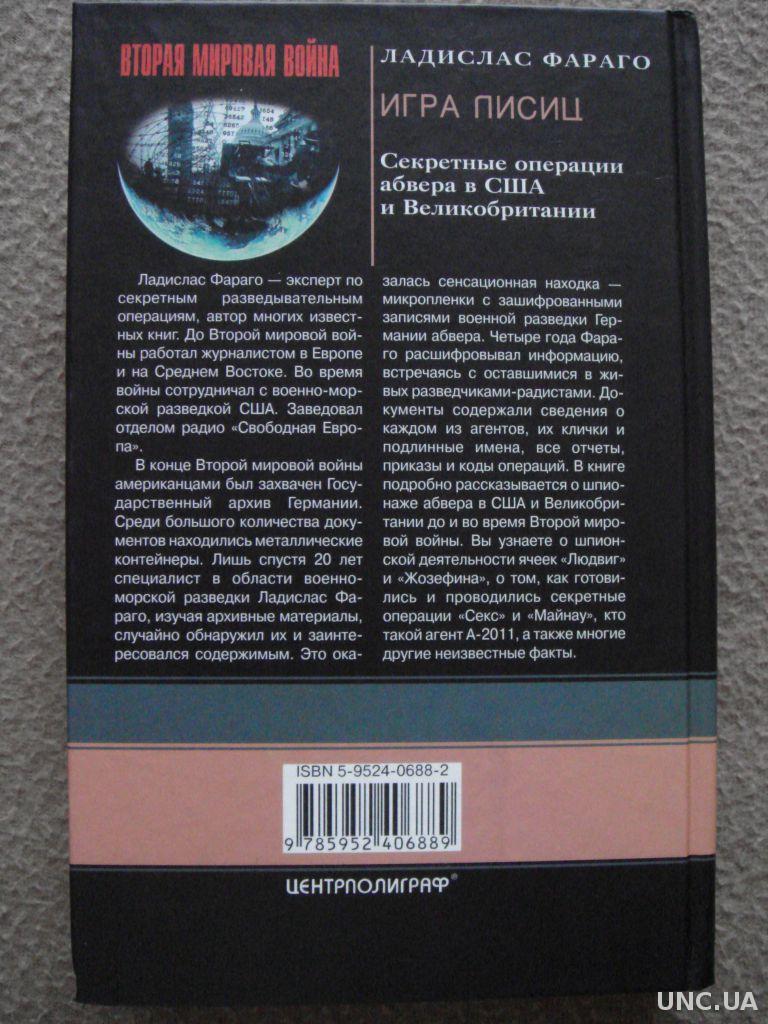 ВТОРАЯ МИРОВАЯ ВОЙНА
ЛАДИСЛАС ФАРАГО
ИГРА ЛИСИЦ
Секретные операции
абвера в США
и Великобритании
Ладислас Фараго — эксперт по
секретным разведывательным
операциям, автор многих извест-
ных книг. До Второй мировой вой-
ны работал журналистом в Европе
и на Среднем Востоке. Во время
войны сотрудничал с военно-мор-
ской разведкой США. Заведовал
отделом радио «Свободная Евро-
па».
В конце Второй мировой войны
американцами был захвачен Госу-
дарственный архив Германии.
Среди большого количества доку-
ментов находились металлические
контейнеры. Лишь спустя 20 лет
специалист в области военно-
морской разведки Ладислас Фа-
раго, изучая архивные материалы,
случайно обнаружил их и заинте-
ресовался содержимым. Это ока-
залась сенсационная находка —
микропленки с зашифрованными
записями военной разведки Гер-
мании абвера. Четыре года Фара-
го расшифровывал информацию,
встречаясь с оставшимися в жи-
вых разведчиками-радистами. До-
кументы содержали сведения о
каждом из агентов, их клички и
подлинные имена, все отчеты,
приказы и коды операций. В книге
подробно рассказывается о шпио-
наже абвера в США и Великобри-
тании до и во время Второй миро-
вой войны. Вы узнаете о шпион-
ской деятельности ячеек «Людвиг»
и «Жозефина», о том, как готови-
лись и проводились секретные
операции «Секс» и «Майнау», кто
такой агент А-2011, а также многие
другие неизвестные факты.
ISBN 5-9524-0688-2
9 785952 406889
ЦЕНТРПОЛИГРАФ®
UNC.UA